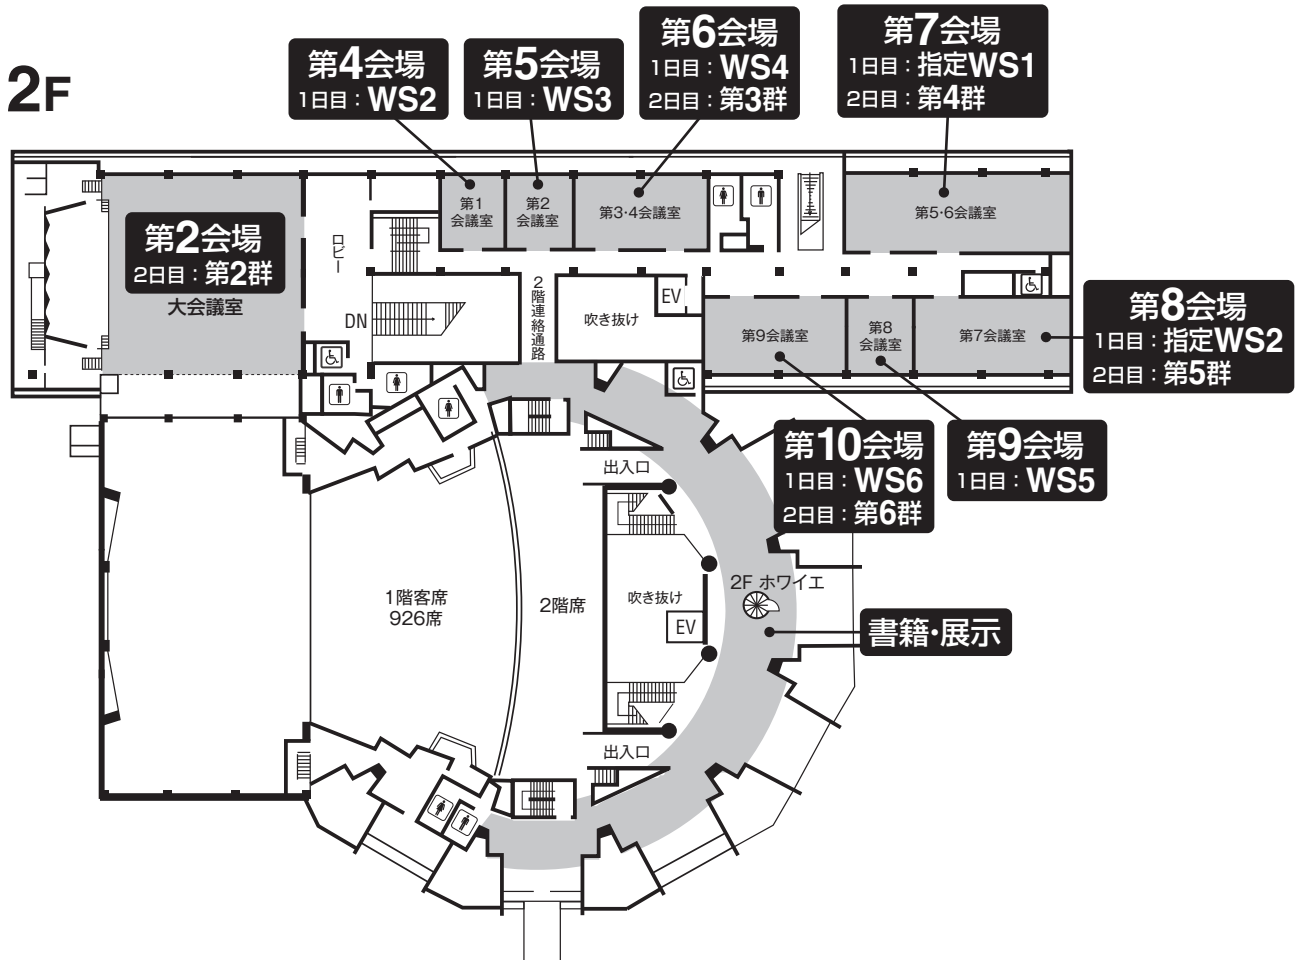 2F
第4会場
1日目：WS2
第5会場
1日目：WS3
第6会場
1日目：WS4
2日目：第3群
第7会場
1日目：指定WS1
2日目：第4群
第2会場
2日目：第2群
大会議室
ロビー
第1
会議室
第2
会議室
第3・4会議室
第5・6会議室
DN
2階連絡通路
吹き抜け
EV
第9会議室
第8
会議室
第7会議室
第8会場
1日目：指定WS2
2日目：第5群
第10会場
1日目：WS6
2日目：第6群
第9会場
1日目：WS5
出入口
1階客席
926席
2階席
吹き抜け
EV
2F ホワイエ
書籍・展示
出入口